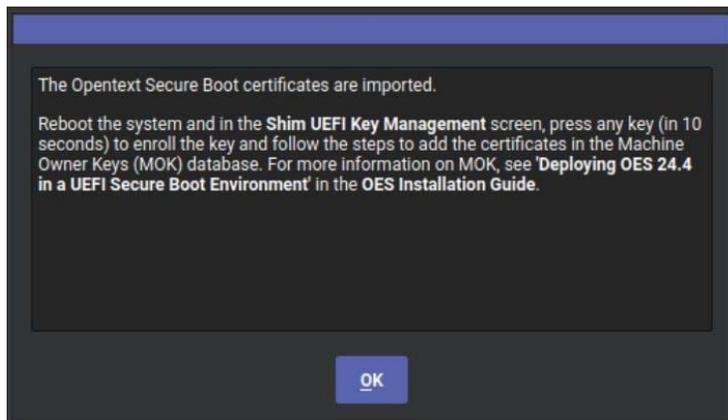 The Opentext Secure Boot certificates are imported.
Reboot the system and in the Shim UEFI Key Management screen, press any key (in 10
seconds) to enroll the key and follow the steps to add the certificates in the Machine
Owner Keys (MOK) database. For more information on MOK, see 'Deploying OES 24.4
in a UEFI Secure Boot Environment' in the OES Installation Guide.
OK